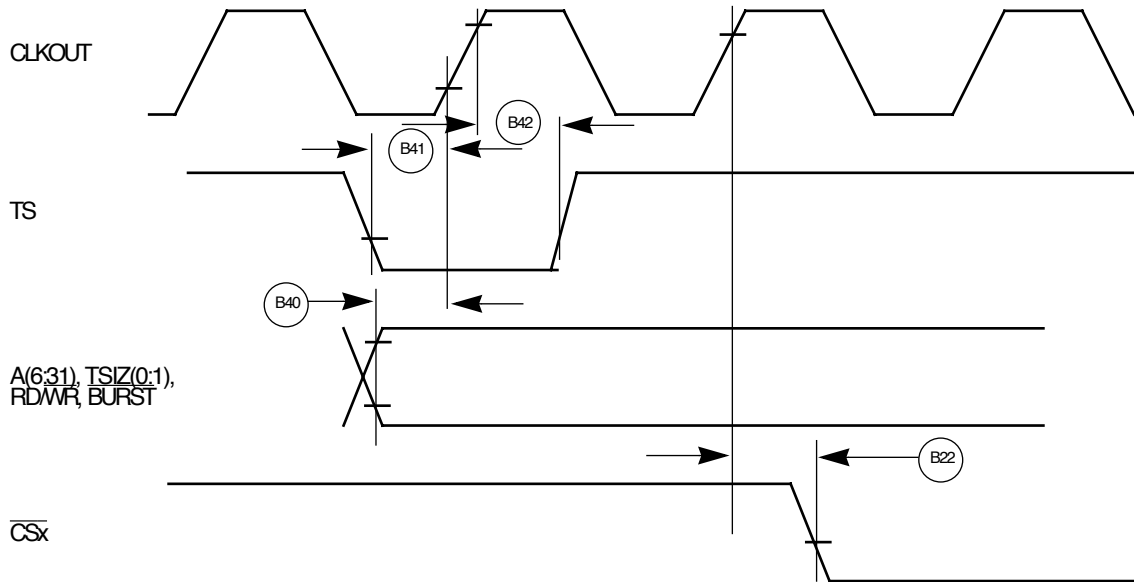 CLKOUT
B42
B41
TS
B40
A(6:31), TSIZ(0:1),
RD/WR, BURST
B22
CSx